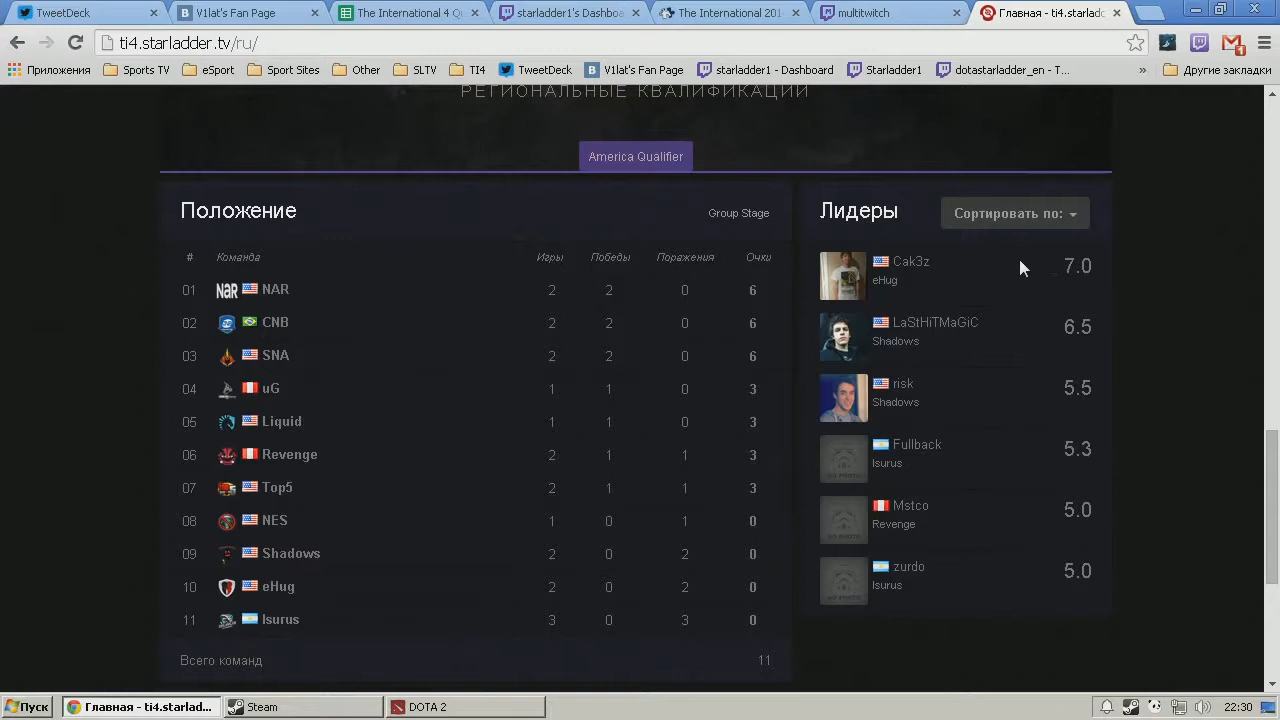 TweetDeck
V1lat's Fan Page
The International 4 -
starladder1's Dashbo
The International 20
multitwitch
Главная - ti4.starladd
ti4.starladder.tv/ru/
Приложения
Sports TV
eSport
Sport Sites
Other
SLTV
TI4
TweetDeck
V1lat's Fan Page
starladder1 - Dashboard
Starladder1
dotastarladder_en - T...
»
Другие закладки
РЕГИОНАЛЬНЫЕ КВАЛИФИКАЦИИ
America Qualifier
Положение
Group Stage
# Команда Игры Победы Поражения Очки
01 NAR NAR 2 2 0 6
02 CNB 2 2 0 6
03 SNA 2 2 0 6
04 uG 1 1 0 3
05 Liquid 1 1 0 3
06 Revenge 2 1 1 3
07 Top5 2 1 1 3
08 NES 1 0 1 0
09 Shadows 2 0 2 0
10 eHug 2 0 2 0
11 Isurus 3 0 3 0
Всего команд 11
Лидеры
Сортировать по:
Cak3z 7.0
eHug
LaStHiTMaGiC 6.5
Shadows
risk 5.5
Shadows
Fullback 5.3
Isurus
Mstco 5.0
Revenge
zurdo 5.0
Isurus
Пуск
Главная - ti4.starlad...
Steam
DOTA 2
22:30